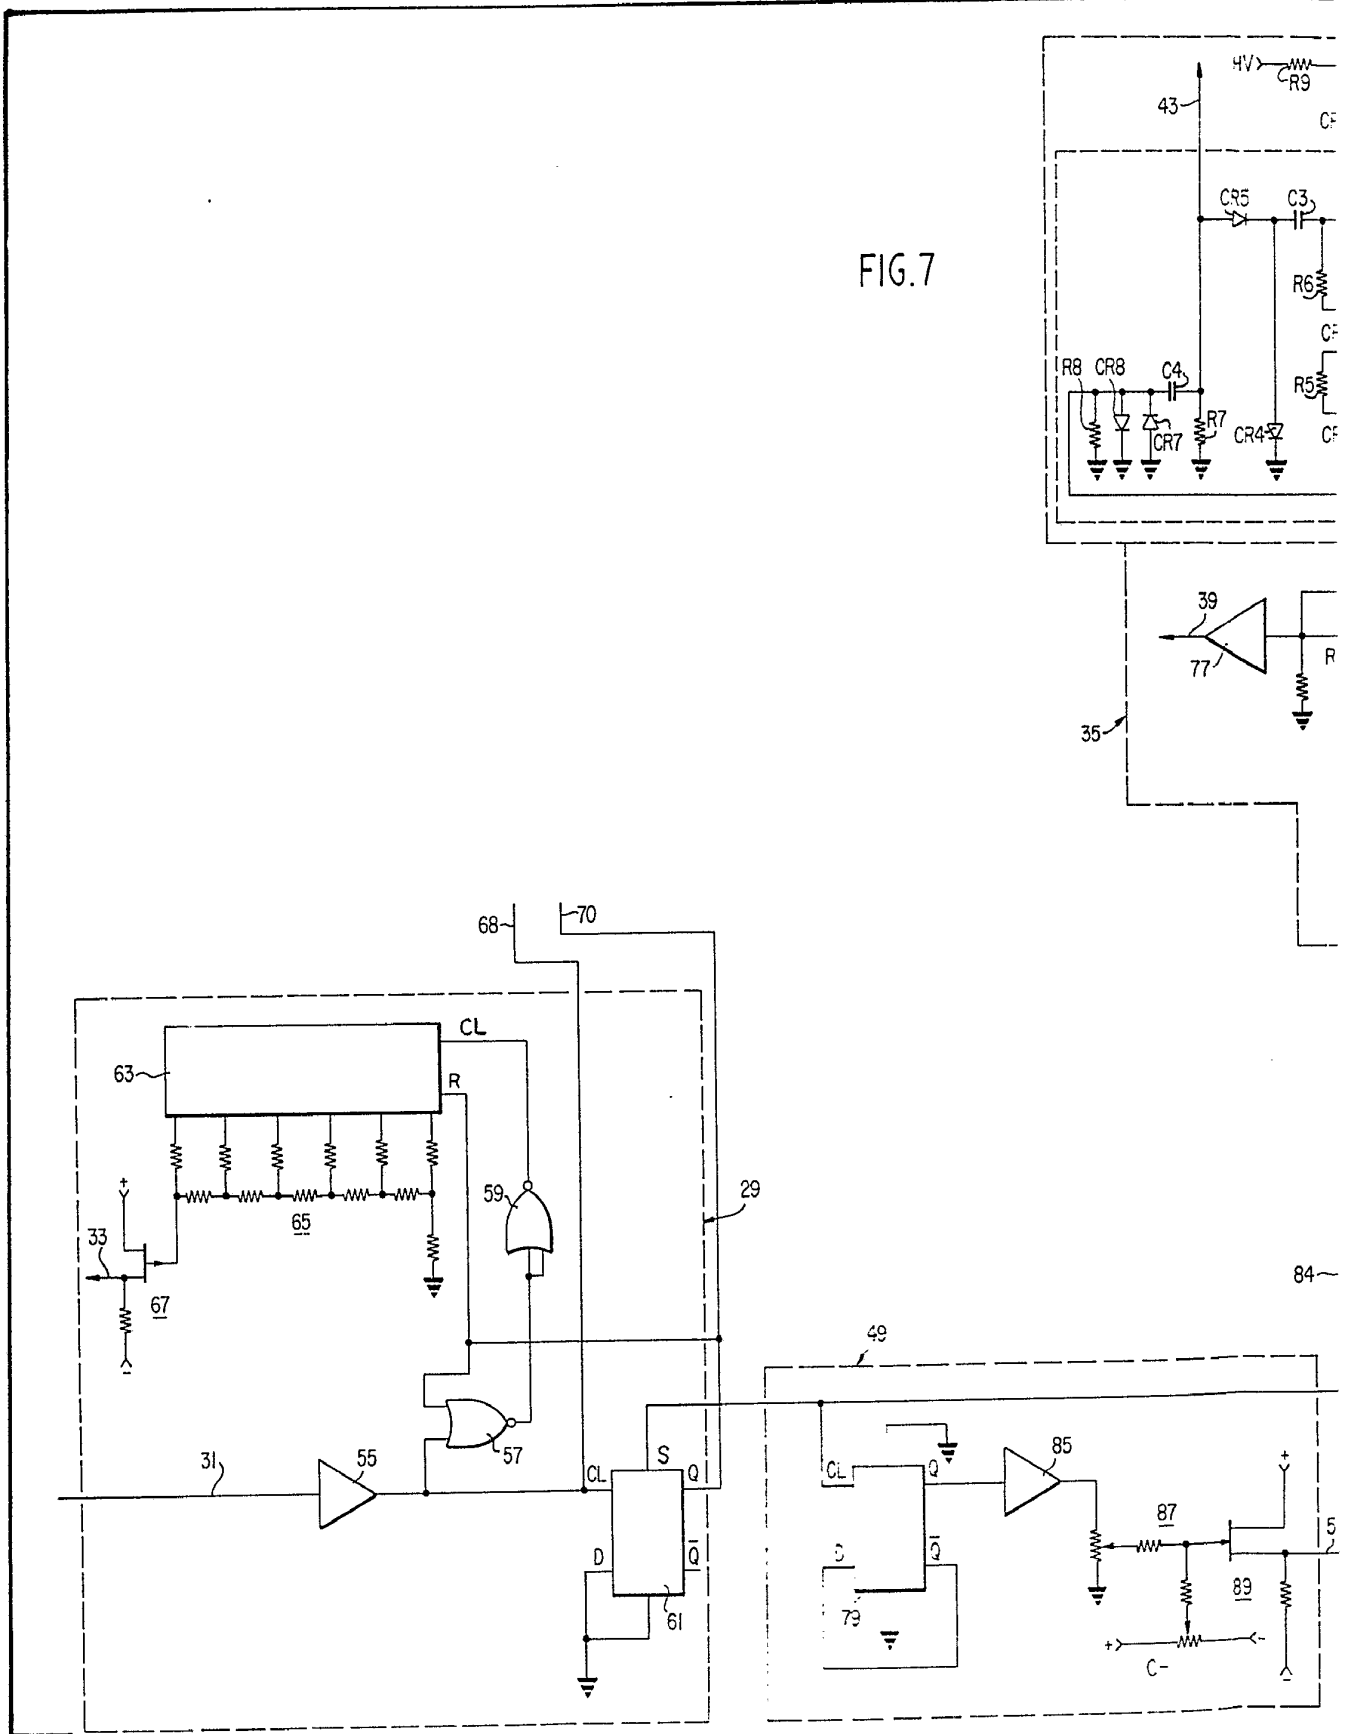 HV
R9
43
CR5
C3
FIG.7
R6
R8
CR8
C4
R5
CR7
R7
CR4
39
77
R
35
68
70
CL
63
R
59
29
+
65
33
67
84
-
49
57
31
55
S
CL
Q
CL
Q
85
+
87
D
Q̅
D
Q̅
5
61
79
89
+
-
C-
-